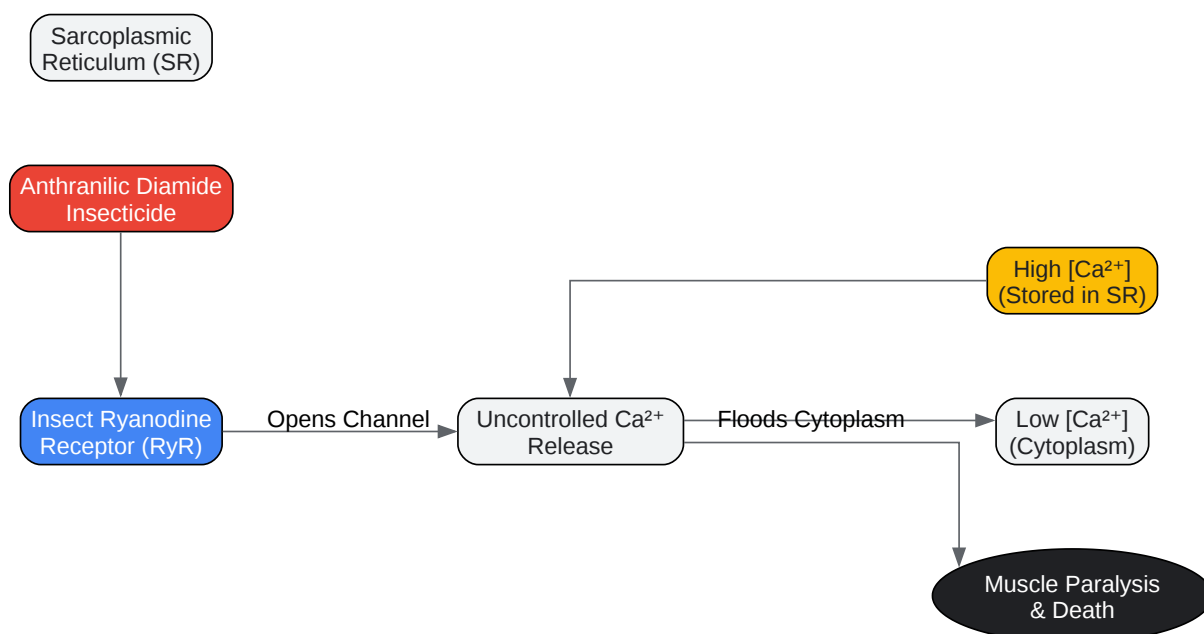 Sarcoplasmic
Reticulum (SR)
Anthranilic Diamide
Insecticide
High [Ca²⁺]
(Stored in SR)
Insect Ryanodine
Receptor (RyR)
Opens Channel
Uncontrolled Ca²⁺
Release
Floods Cytoplasm
Low [Ca²⁺]
(Cytoplasm)
Muscle Paralysis
& Death